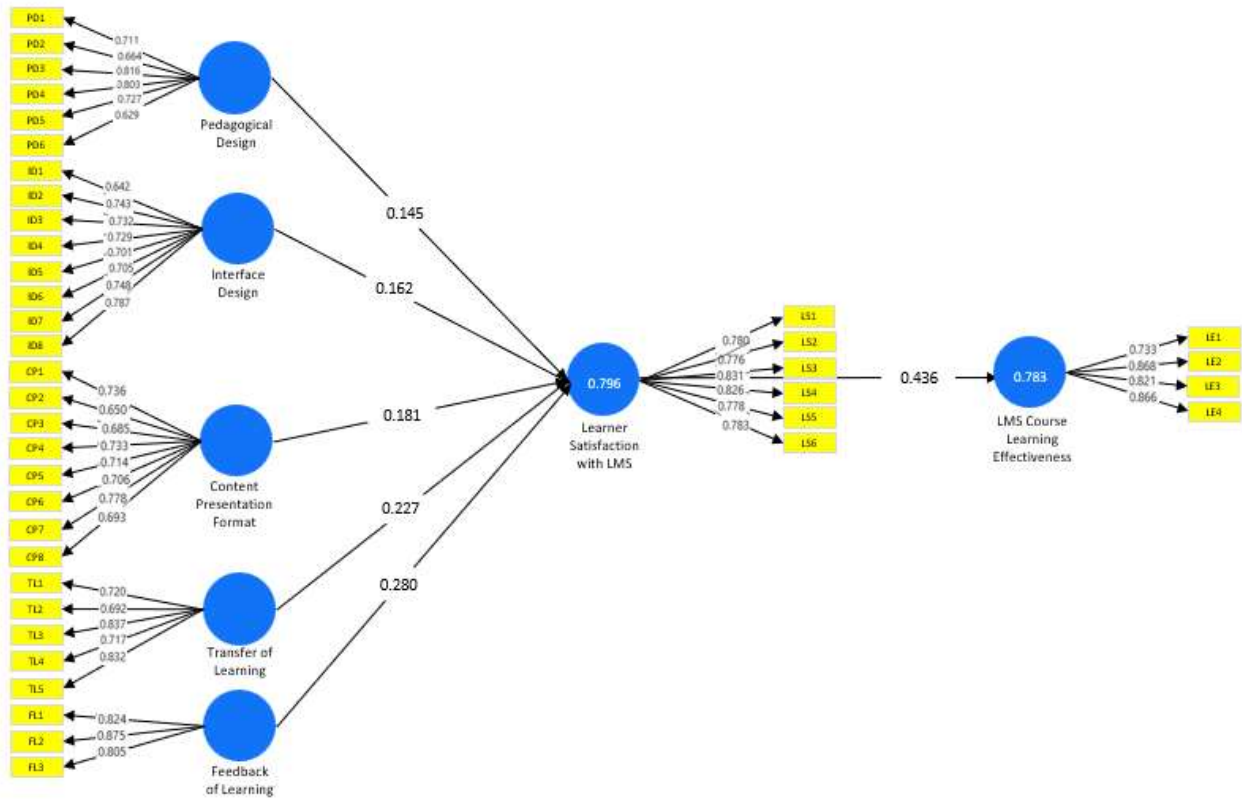 PD1
PD2
PD3
PD4
PD5
PD6
0.711
0.664
0.816
0.803
0.727
0.629
Pedagogical
Design
ID1
ID2
ID3
ID4
ID5
ID6
ID7
ID8
0.642
0.743
0.732
0.729
0.701
0.705
0.748
0.787
Interface
Design
CP1
CP2
CP3
CP4
CP5
CP6
CP7
CP8
0.736
0.650
0.685
0.733
0.714
0.706
0.778
0.693
Content
Presentation
Format
TL1
TL2
TL3
TL4
TL5
0.720
0.692
0.837
0.717
0.832
Transfer of
Learning
FL1
FL2
FL3
0.824
0.875
0.805
Feedback
of Learning
0.145
0.162
0.181
0.227
0.280
0.796
Learner
Satisfaction
with LMS
0.780
0.776
0.831
0.826
0.778
0.783
LS1
LS2
LS3
LS4
LS5
LS6
0.436
0.783
LMS Course
Learning
Effectiveness
0.733
0.868
0.821
0.866
LE1
LE2
LE3
LE4